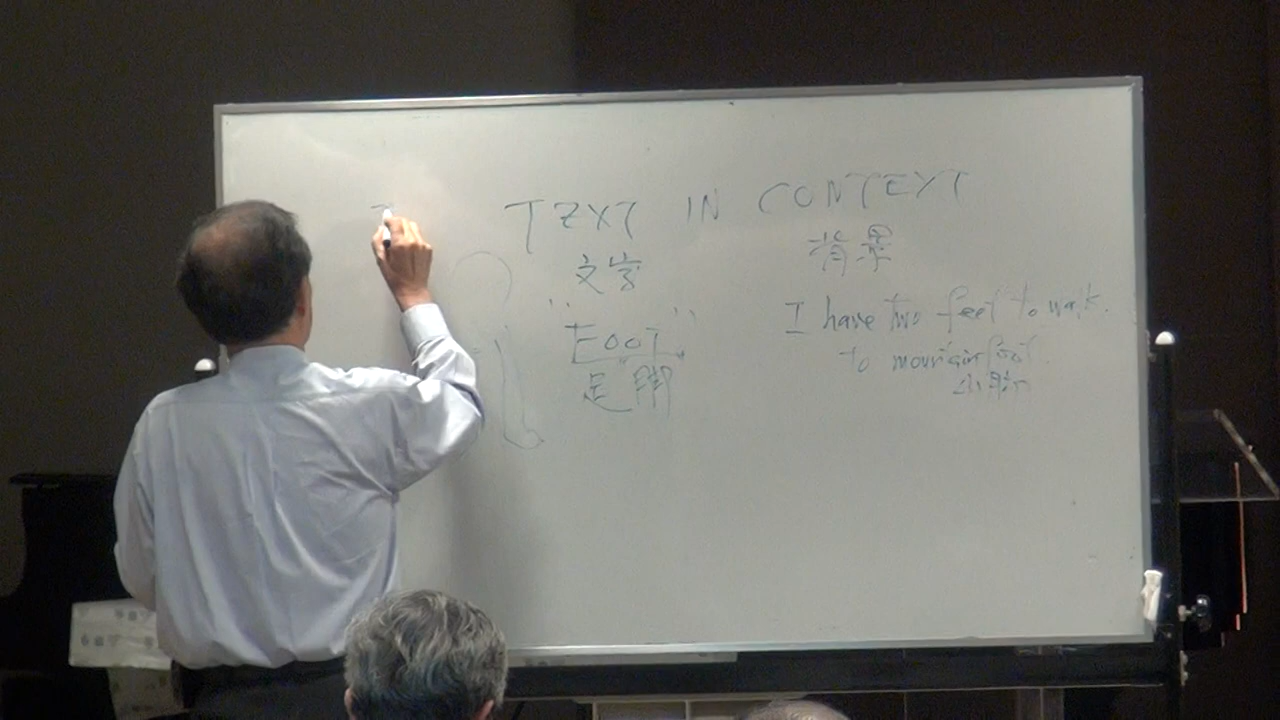 TEXT IN CONTEXT
文字 背景
"FOOT"
足 脚
I have two feet to walk.
to mountain foot
山脚